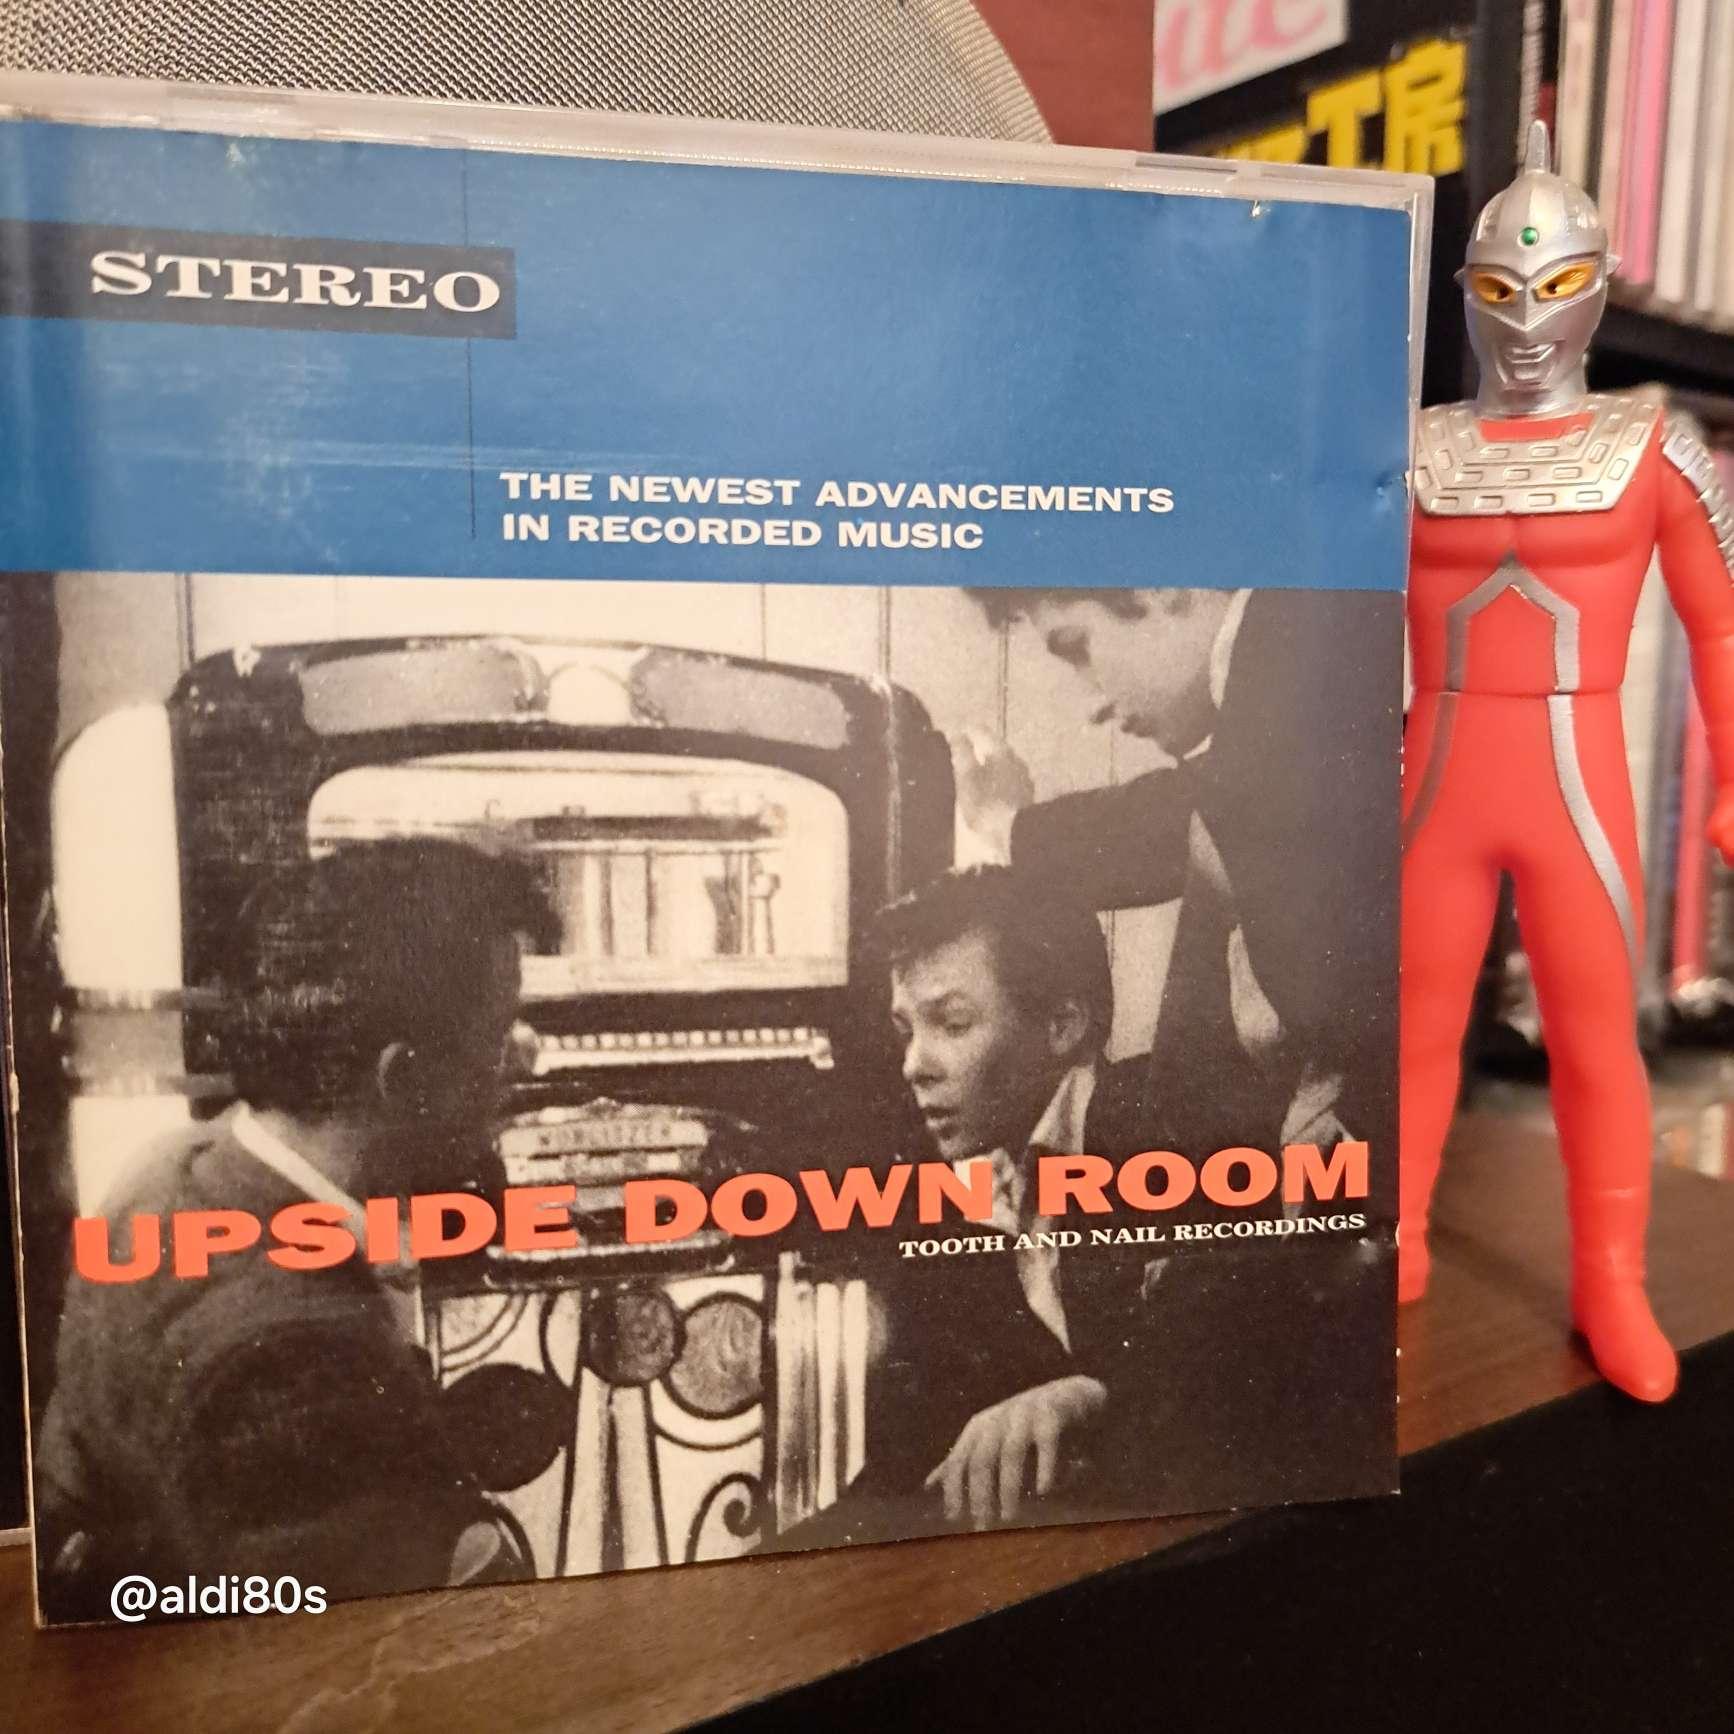 STEREO
THE NEWEST ADVANCEMENTS
IN RECORDED MUSIC
UPSIDE DOWN ROOM
TOOTH AND NAIL RECORDINGS
@aldi80s